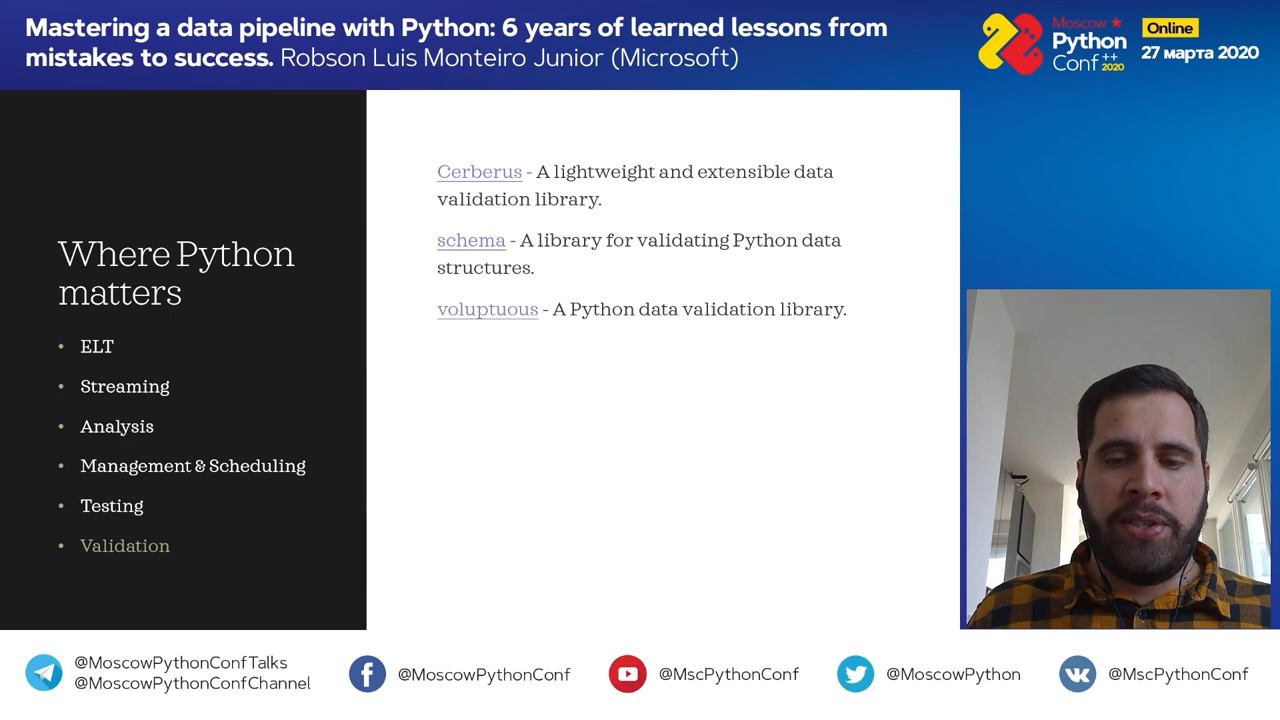 Mastering a data pipeline with Python: 6 years of learned lessons from
mistakes to success. Robson Luis Monteiro Junior (Microsoft)
Moscow
Python
Conf ++
2020
Online
27 марта 2020
Where Python
matters
• ELT
• Streaming
• Analysis
• Management & Scheduling
• Testing
• Validation
Cerberus - A lightweight and extensible data
validation library.
schema - A library for validating Python data
structures.
voluptuous - A Python data validation library.
@MoscowPythonConfTalks
@MoscowPythonConfChannel
@MoscowPythonConf
@MscPythonConf
@MoscowPython
@MscPythonConf